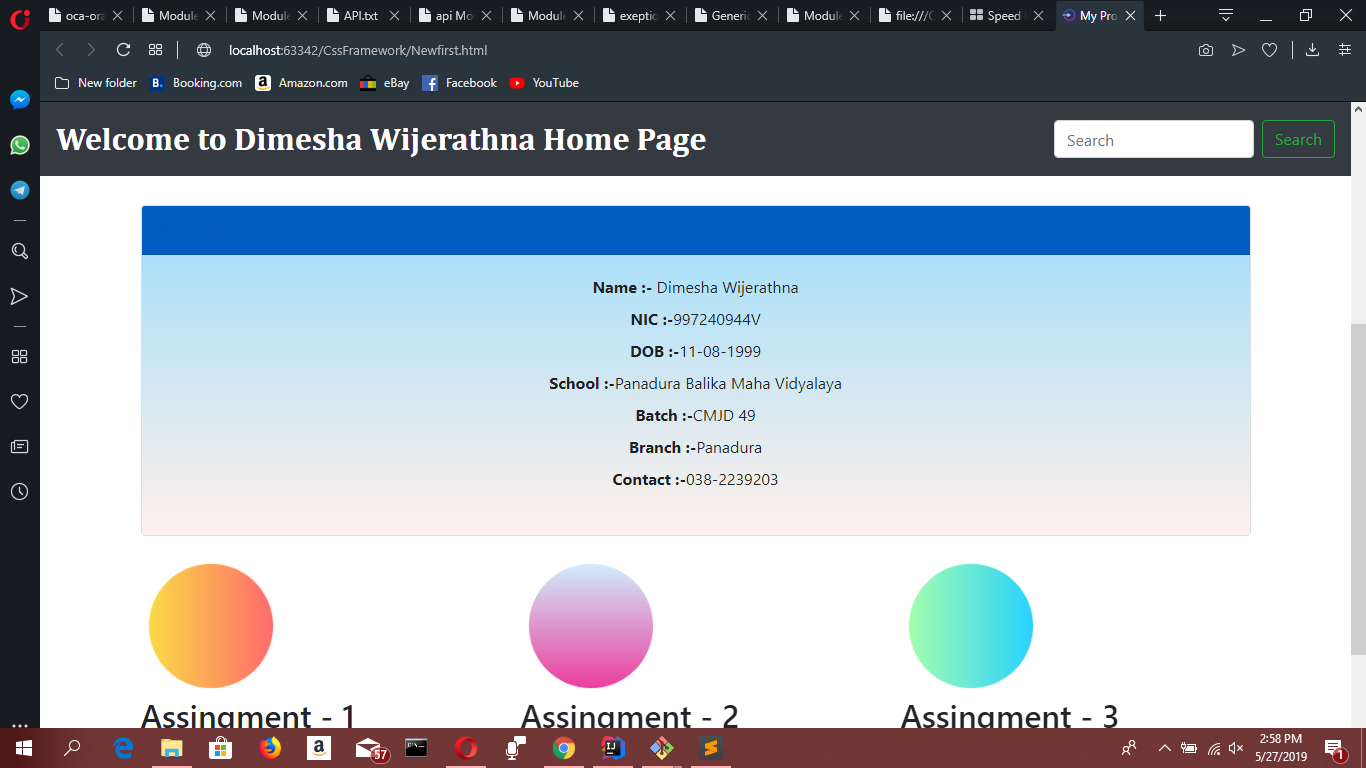 oca-ora
Module
Module
API.txt
api Mo
Module
exeptio
Generic
Module
file:///C
Speed
My Pro
localhost:63342/CssFramework/Newfirst.html
New folder
B. Booking.com
a Amazon.com
eBay
Facebook
YouTube
Welcome to Dimesha Wijerathna Home Page
Search
Search
Name :- Dimesha Wijerathna
NIC :-997240944V
DOB :-11-08-1999
School :-Panadura Balika Maha Vidyalaya
Batch :-CMJD 49
Branch :-Panadura
Contact :-038-2239203
Assingment - 1
Assingment - 2
Assingment - 3
57
2:58 PM
5/27/2019
1